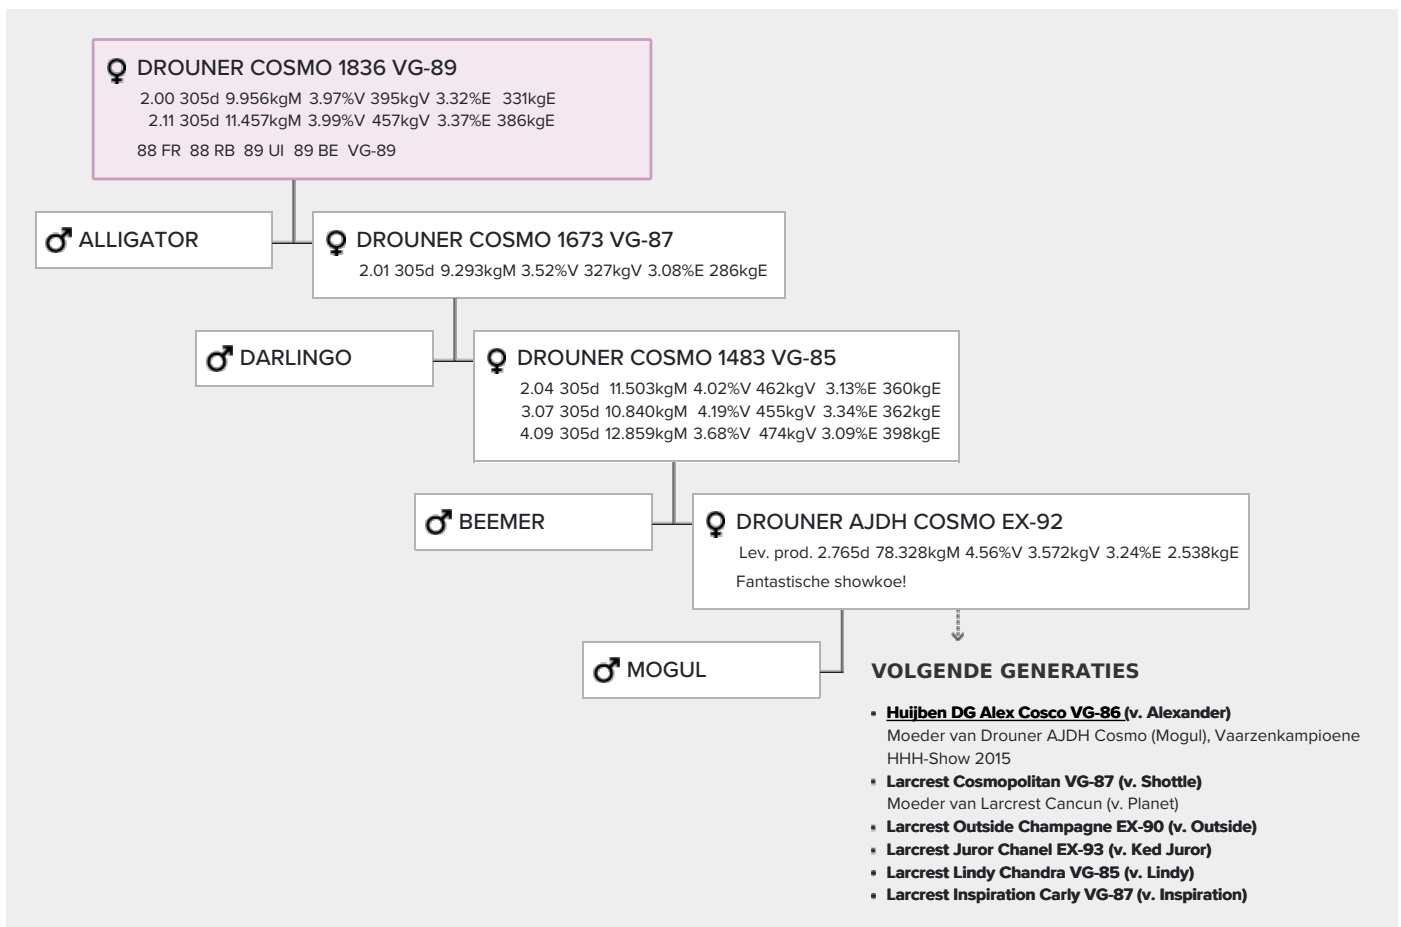 DROUNER COSMO 1836 VG-89
2.00 305d 9.956kgM 3.97%V 395kgV 3.32%E 331kgE
2.11 305d 11.457kgM 3.99%V 457kgV 3.37%E 386kgE
88 FR 88 RB 89 UI 89 BE VG-89
ALLIGATOR
DROUNER COSMO 1673 VG-87
2.01 305d 9.293kgM 3.52%V 327kgV 3.08%E 286kgE
DARLINGO
DROUNER COSMO 1483 VG-85
2.04 305d 11.503kgM 4.02%V 462kgV 3.13%E 360kgE
3.07 305d 10.840kgM 4.19%V 455kgV 3.34%E 362kgE
4.09 305d 12.859kgM 3.68%V 474kgV 3.09%E 398kgE
BEEMER
DROUNER AJDH COSMO EX-92
Lev. prod. 2.765d 78.328kgM 4.56%V 3.572kgV 3.24%E 2.538kgE
Fantastische showkoe!
MOGUL
VOLGENDE GENERATIES
Huijben DG Alex Cosco VG-86 (v. Alexander)
Moeder van Drouner AJDH Cosmo (Mogul), Vaarzenkampioene
HHH-Show 2015
Larcrest Cosmopolitan VG-87 (v. Shottle)
Moeder van Larcrest Cancun (v. Planet)
Larcrest Outside Champagne EX-90 (v. Outside)
Larcrest Juror Chanel EX-93 (v. Ked Juror)
Larcrest Lindy Chandra VG-85 (v. Lindy)
Larcrest Inspiration Carly VG-87 (v. Inspiration)